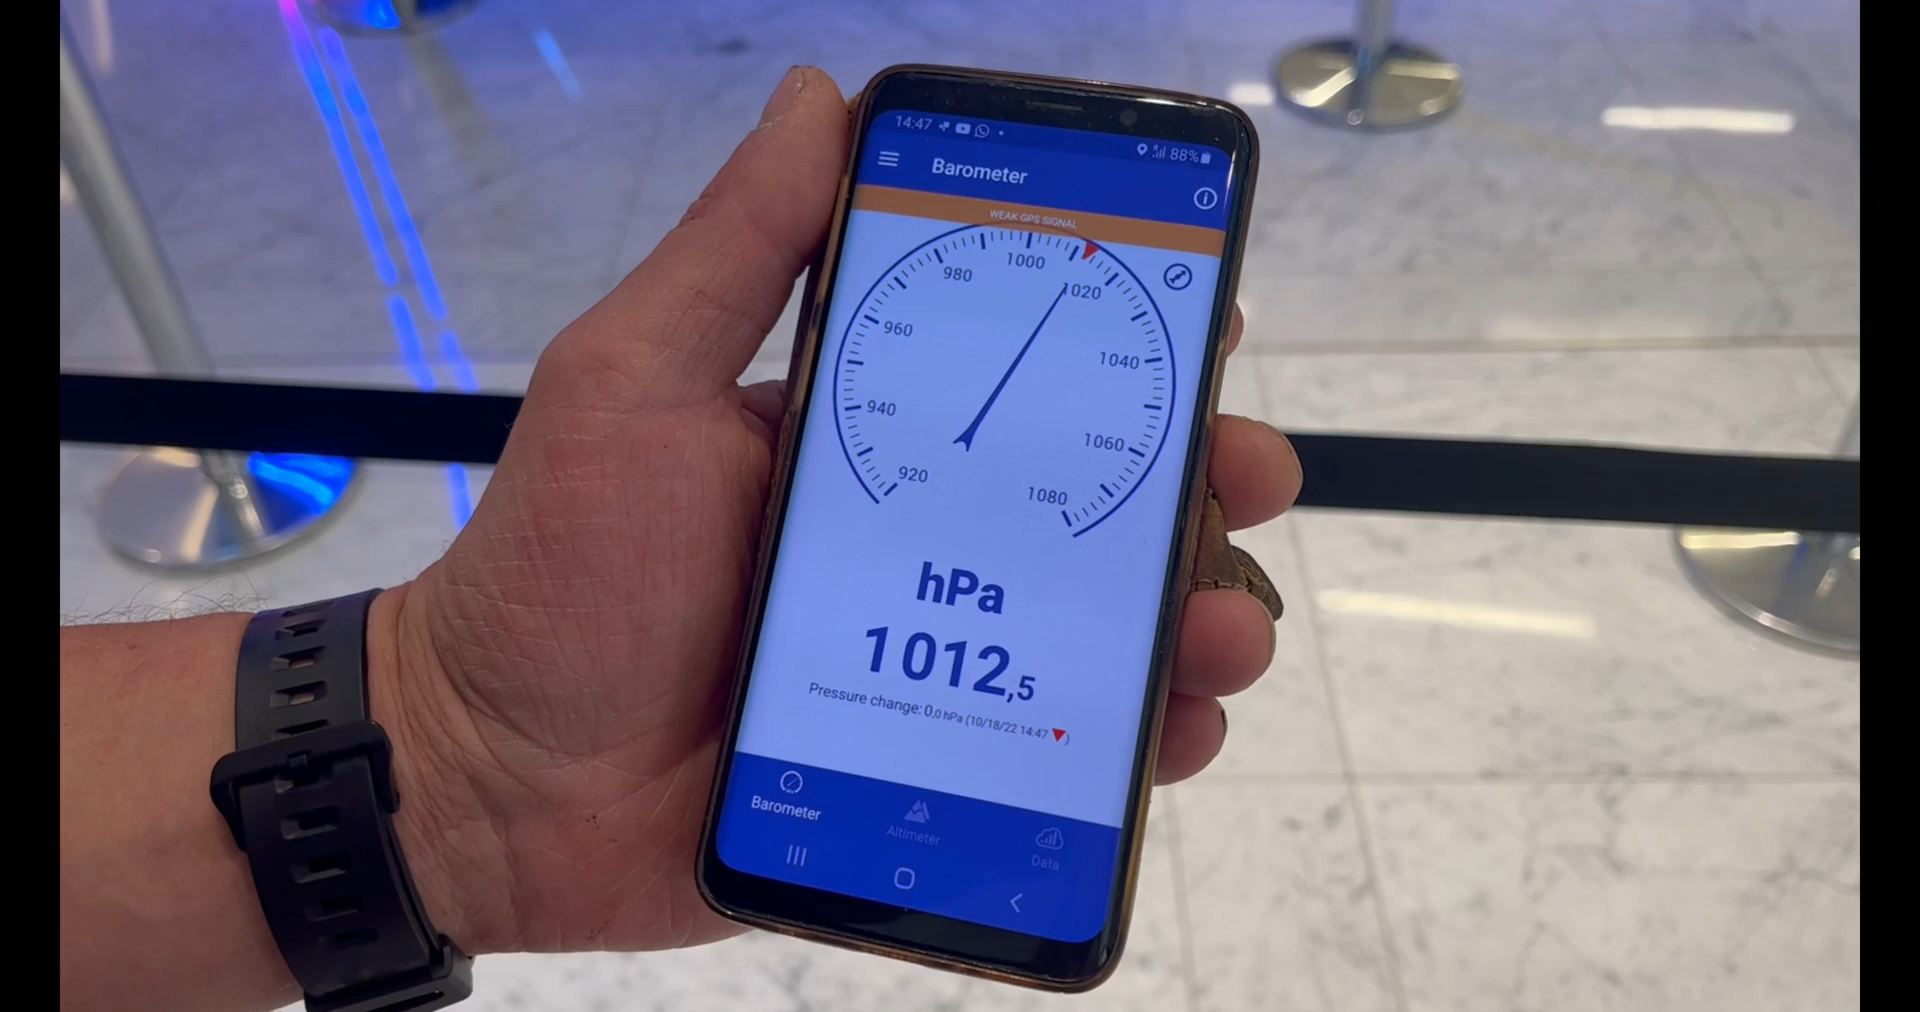 14:47 88%
Barometer
WEAK GPS SIGNAL
1000
980
1020
960
1040
940
1060
920
1080
hPa
1012,5
Pressure change: 0,0 hPa (10/18/22 14:47 ▼)
Barometer
Altimeter
Data